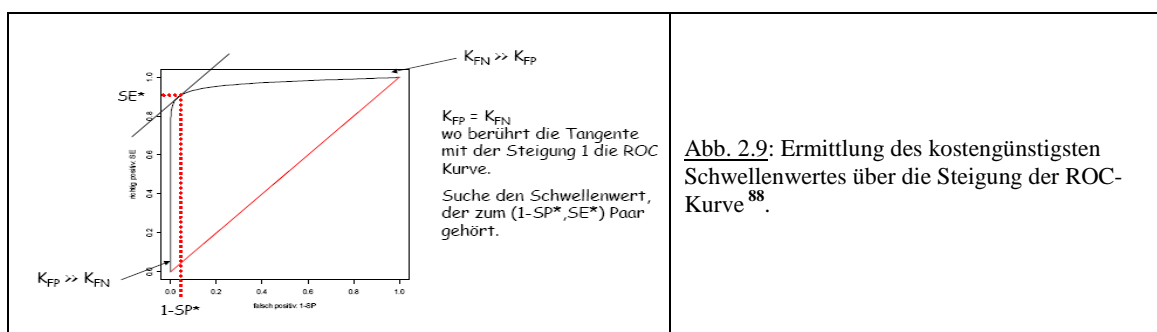 K_FN >> K_FP
SE*
richtig positiv: SE
0.0
0.2
0.4
0.6
0.8
1.0
K_FP = K_FN
wo berührt die Tangente
mit der Steigung 1 die ROC
Kurve.
Suche den Schwellenwert,
der zum (1-SP*,SE*) Paar
gehört.
K_FP >> K_FN
0.0 0.2 0.4 0.6 0.8 1.0
1-SP*
falsch positiv: 1-SP
Abb. 2.9: Ermittlung des kostengünstigsten
Schwellenwertes über die Steigung der ROC-
Kurve 88.